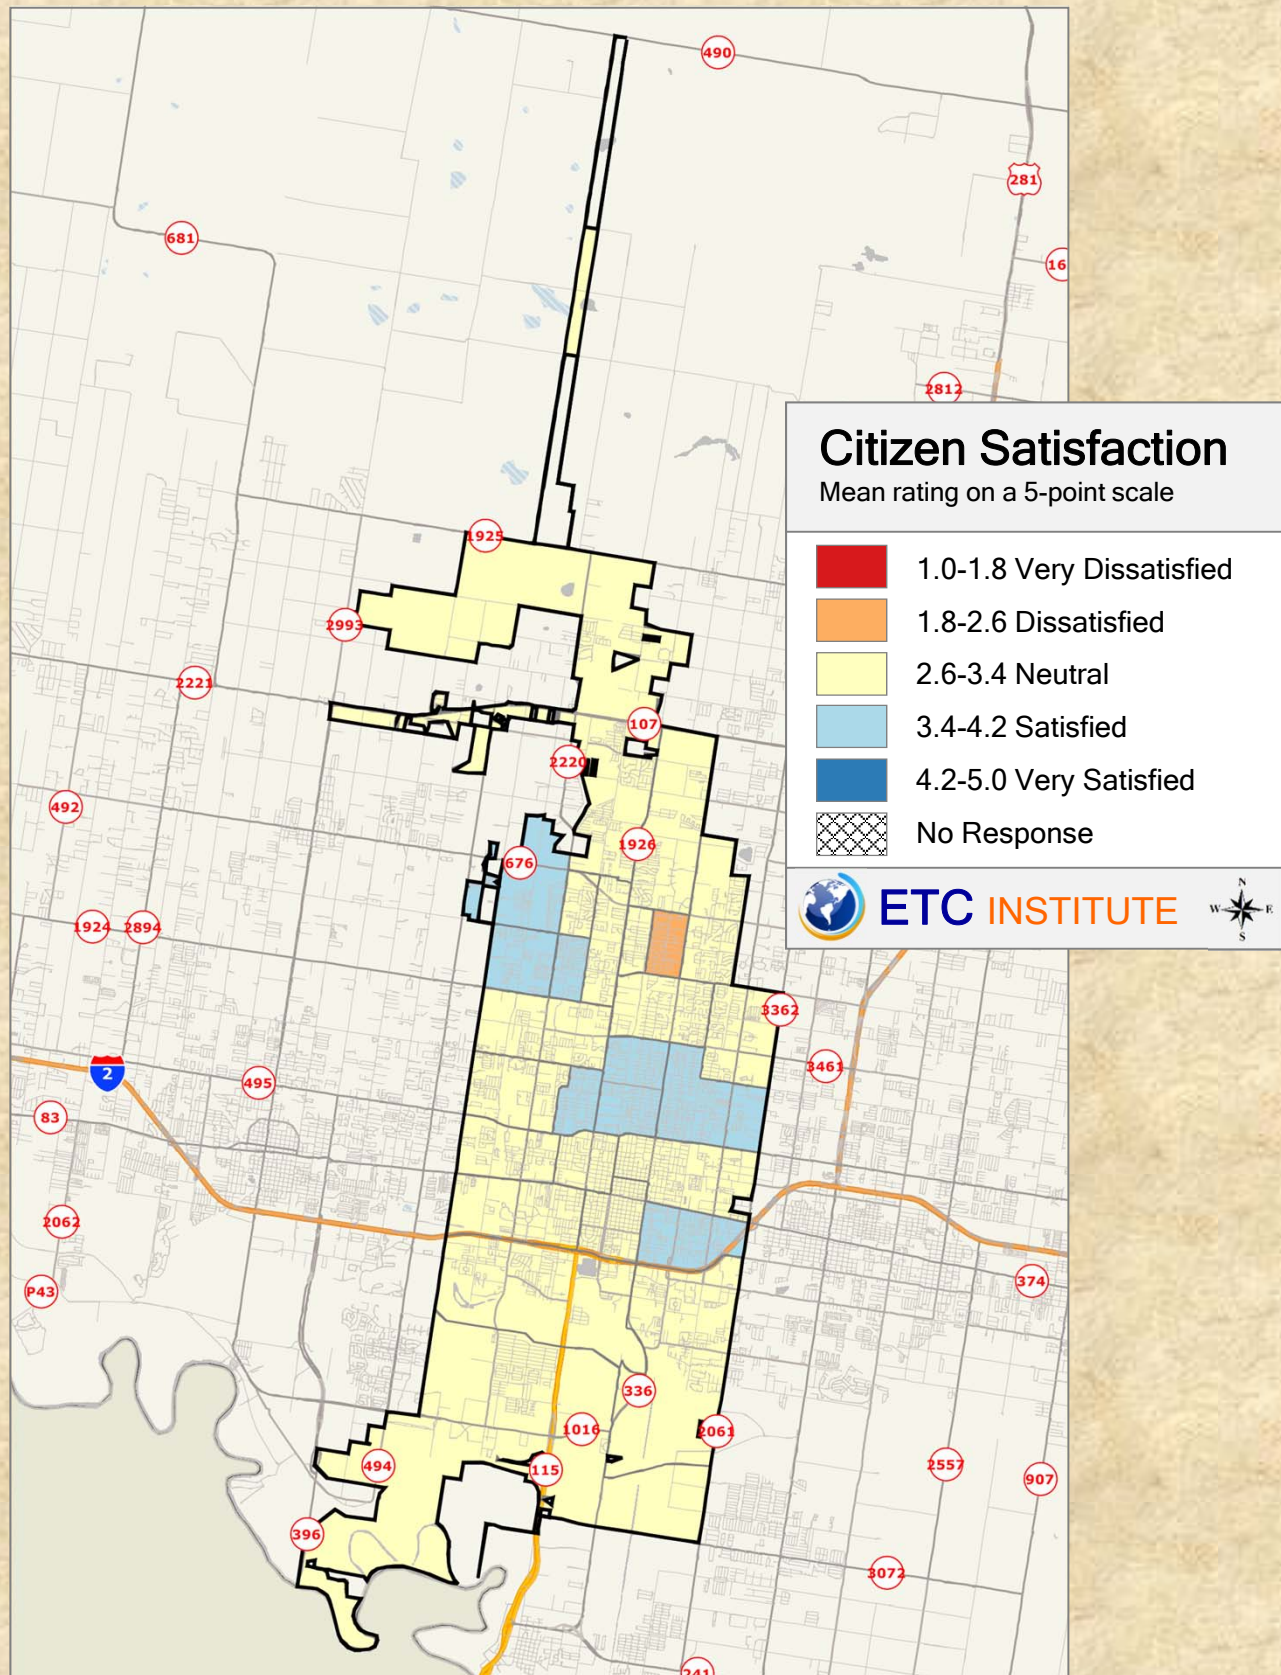 490
281
681
16
2812
Citizen Satisfaction
Mean rating on a 5-point scale
1.0-1.8 Very Dissatisfied
1.8-2.6 Dissatisfied
2.6-3.4 Neutral
3.4-4.2 Satisfied
4.2-5.0 Very Satisfied
No Response
ETC INSTITUTE
N
W E
S
1925
2993
2221
107
2220
492
1926
676
1924
2894
3362
3461
2
495
83
2062
P43
374
336
1016
2061
494
115
2557
907
396
3072
241